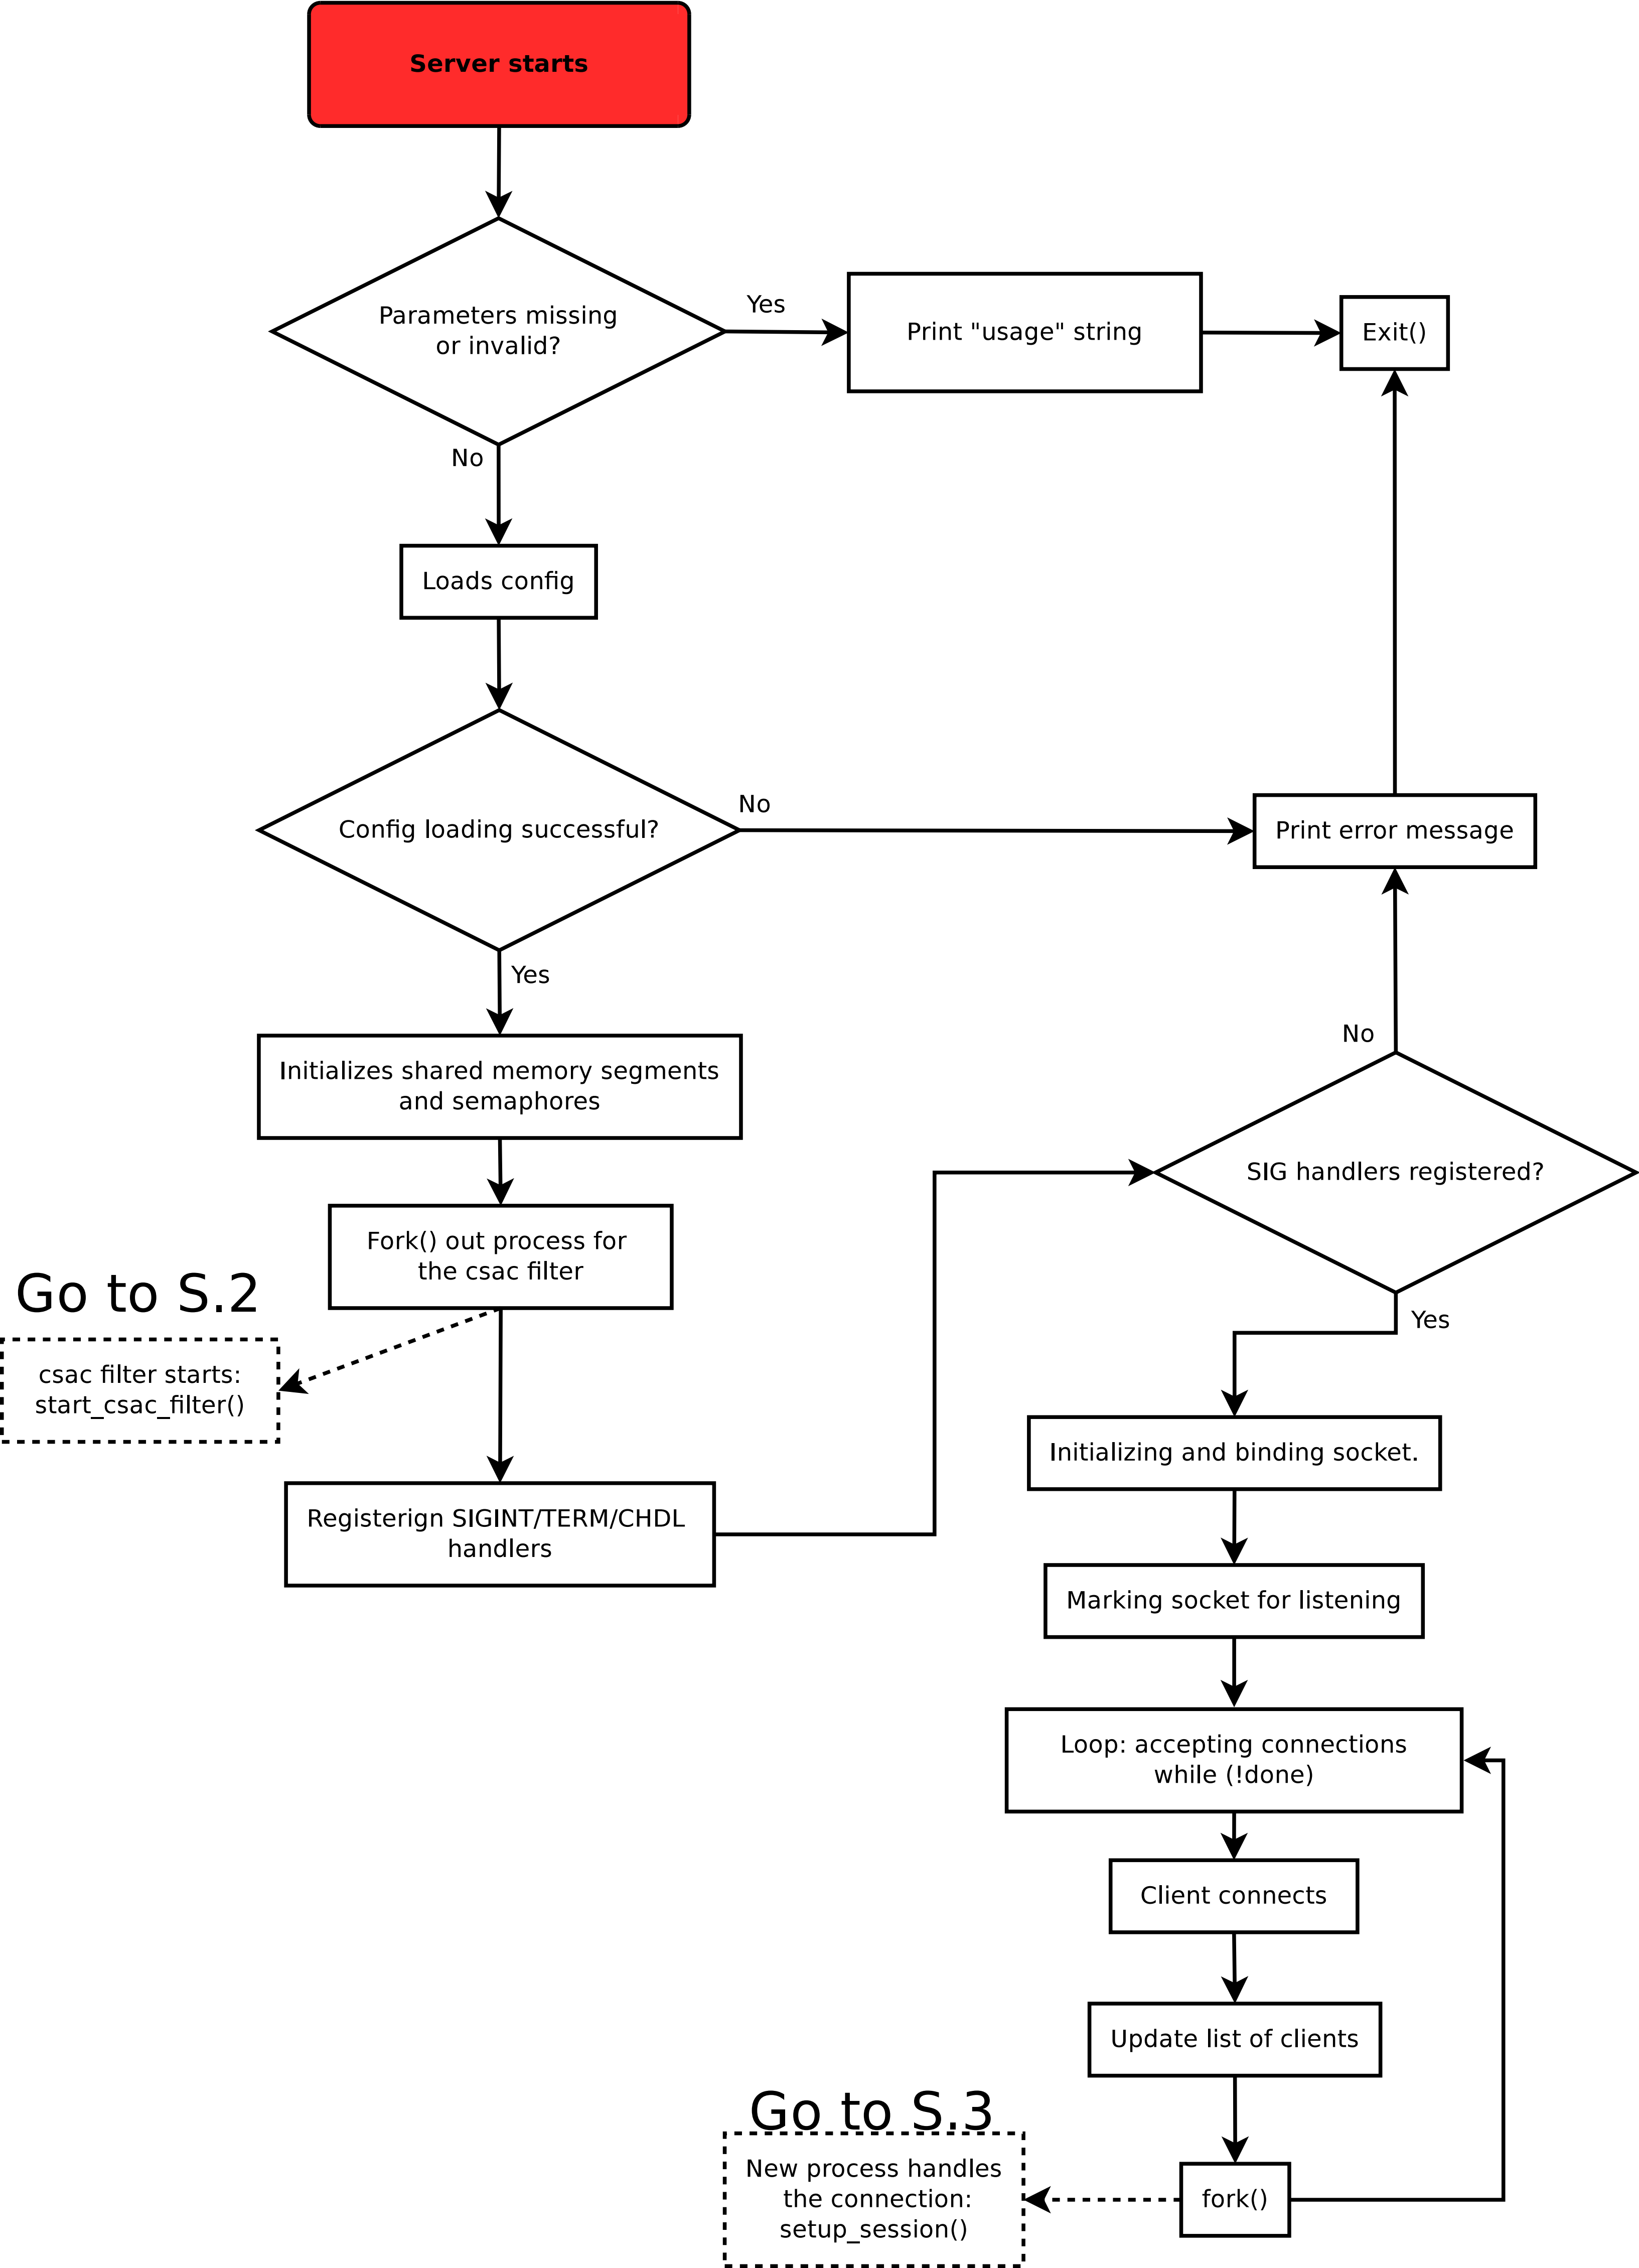 Server starts
Parameters missing
or invalid?
Yes
Print "usage" string
Exit()
No
Loads config
Config loading successful?
No
Print error message
Yes
Initializes shared memory segments
and semaphores
No
SIG handlers registered?
Fork() out process for
the csac filter
Go to S.2
csac filter starts:
start_csac_filter()
Yes
Registerign SIGINT/TERM/CHDL
handlers
Initializing and binding socket.
Marking socket for listening
Loop: accepting connections
while (!done)
Client connects
Update list of clients
Go to S.3
New process handles
the connection:
setup_session()
fork()